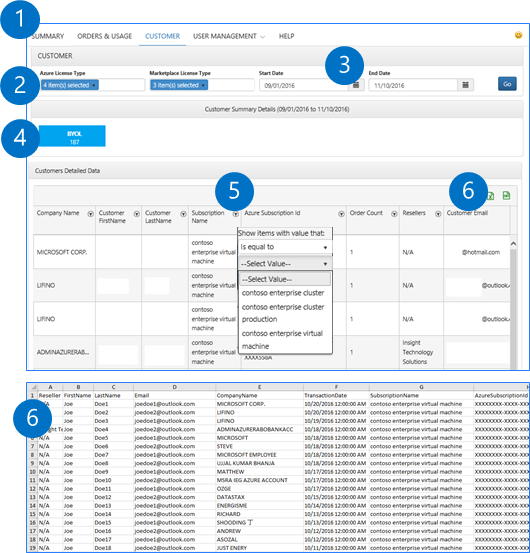 1
SUMMARY ORDERS & USAGE CUSTOMER USER MANAGEMENT HELP
CUSTOMER
2
3
Azure License Type Marketplace License Type Start Date End Date
4 item(s) selected 3 item(s) selected 09/01/2016 11/10/2016 Go
Customer Summary Details (09/01/2016 to 11/10/2016)
4
BYOL
187
Customers Detailed Data
5
6
Company Name Customer FirstName Customer LastName Subscription Name Azure Subscription Id Order Count Resellers Customer Email
Show items with value that:
Is equal to
--Select Value--
--Select Value--
contoso enterprise cluster
contoso enterprise cluster production
contoso enterprise virtual machine
MICROSOFT CORP. contoso enterprise virtual machine 1 N/A @hotmail.com
LIFINO contoso enterprise virtual machine 1 N/A @outlook.
LIFINO contoso enterprise virtual machine 1 N/A @outlook.
ADMINAZURERAB... contoso enterprise virtual machine 1 Insight Technology Solutions
6
A B C D E F G H
1 Reseller FirstName LastName Email CompanyName TransactionDate SubscriptionName AzureSubscriptionId
N/A Joe Doe1 joedoe1@outlook.com MICROSOFT CORP. 10/20/2016 12:00:00 AM contoso enterprise virtual machine XXXXXXXX-XXXX-XXX
Joe Doe2 joedoe2@outlook.com LIFINO 10/20/2016 12:00:00 AM contoso enterprise virtual machine XXXXXXXX-XXXX-XXX
Joe Doe3 joedoe1@outlook.com LIFINO 10/19/2016 12:00:00 AM contoso enterprise virtual machine XXXXXXXX-XXXX-XXX
Joe Doe4 joedoe2@outlook.com ADMINAZURERABOBANKACC 10/18/2016 12:00:00 AM contoso enterprise virtual machine XXXXXXXX-XXXX-XXX
Joe Doe5 joedoe1@outlook.com MICROSOFT 10/18/2016 12:00:00 AM contoso enterprise virtual machine XXXXXXXX-XXXX-XXX
N/A Joe Doe6 joedoe2@outlook.com STEVE 10/18/2016 12:00:00 AM contoso enterprise virtual machine XXXXXXXX-XXXX-XXX
8 N/A Joe Doe7 joedoe1@outlook.com MICROSOFT EMPLOYEE 10/18/2016 12:00:00 AM contoso enterprise virtual machine XXXXXXXX-XXXX-XXX
9 N/A Joe Doe8 joedoe2@outlook.com UJJAL KUMAR BHANJA 10/18/2016 12:00:00 AM contoso enterprise virtual machine XXXXXXXX-XXXX-XXX
10 N/A Joe Doe9 joedoe1@outlook.com MATTHEW 10/17/2016 12:00:00 AM contoso enterprise virtual machine XXXXXXXX-XXXX-XXX
11 N/A Joe Doe10 joedoe2@outlook.com MSRA IEG AZURE ACCOUNT 10/17/2016 12:00:00 AM contoso enterprise virtual machine XXXXXXXX-XXXX-XXX
12 N/A Joe Doe11 joedoe1@outlook.com OZGE 10/17/2016 12:00:00 AM contoso enterprise virtual machine XXXXXXXX-XXXX-XXX
13 N/A Joe Doe12 joedoe2@outlook.com DATASTAX 10/15/2016 12:00:00 AM contoso enterprise virtual machine XXXXXXXX-XXXX-XXX
14 N/A Joe Doe13 joedoe1@outlook.com ENERGISME 10/14/2016 12:00:00 AM contoso enterprise virtual machine XXXXXXXX-XXXX-XXX
15 N/A Joe Doe14 joedoe2@outlook.com RICHARD 10/13/2016 12:00:00 AM contoso enterprise virtual machine XXXXXXXX-XXXX-XXX
16 N/A Joe Doe15 joedoe1@outlook.com SHOODING 丁 10/13/2016 12:00:00 AM contoso enterprise virtual machine XXXXXXXX-XXXX-XXX
17 N/A Joe Doe16 joedoe2@outlook.com ANDREW 10/12/2016 12:00:00 AM contoso enterprise virtual machine XXXXXXXX-XXXX-XXX
18 N/A Joe Doe17 joedoe1@outlook.com ASOZAL 10/12/2016 12:00:00 AM contoso enterprise virtual machine XXXXXXXX-XXXX-XXX
N/A Joe Doe18 joedoe2@outlook.com JUST ENERY 10/11/2016 12:00:00 AM contoso enterprise virtual machine XXXXXXXX-XXXX-XXX